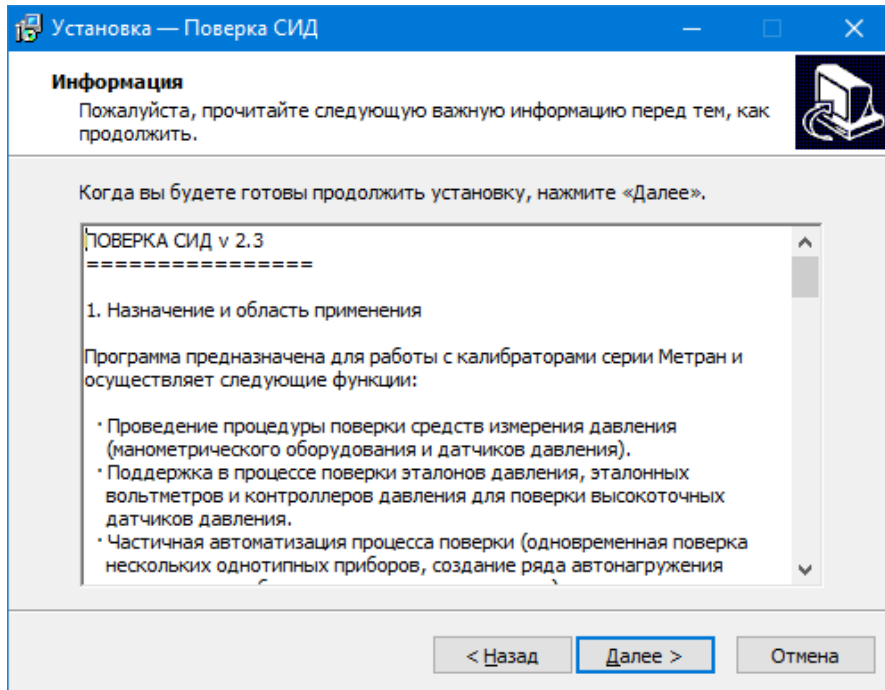 Установка — Поверка СИД
Информация
Пожалуйста, прочитайте следующую важную информацию перед тем, как
продолжить.
Когда вы будете готовы продолжить установку, нажмите «Далее».
ПОВЕРКА СИД v 2.3
================
1. Назначение и область применения
Программа предназначена для работы с калибраторами серии Метран и
осуществляет следующие функции:
· Проведение процедуры поверки средств измерения давления
(манометрического оборудования и датчиков давления).
· Поддержка в процессе поверки эталонов давления, эталонных
вольтметров и контроллеров давления для поверки высокоточных
датчиков давления.
· Частичная автоматизация процесса поверки (одновременная поверка
нескольких однотипных приборов, создание ряда автонагружения
< Назад
Далее >
Отмена